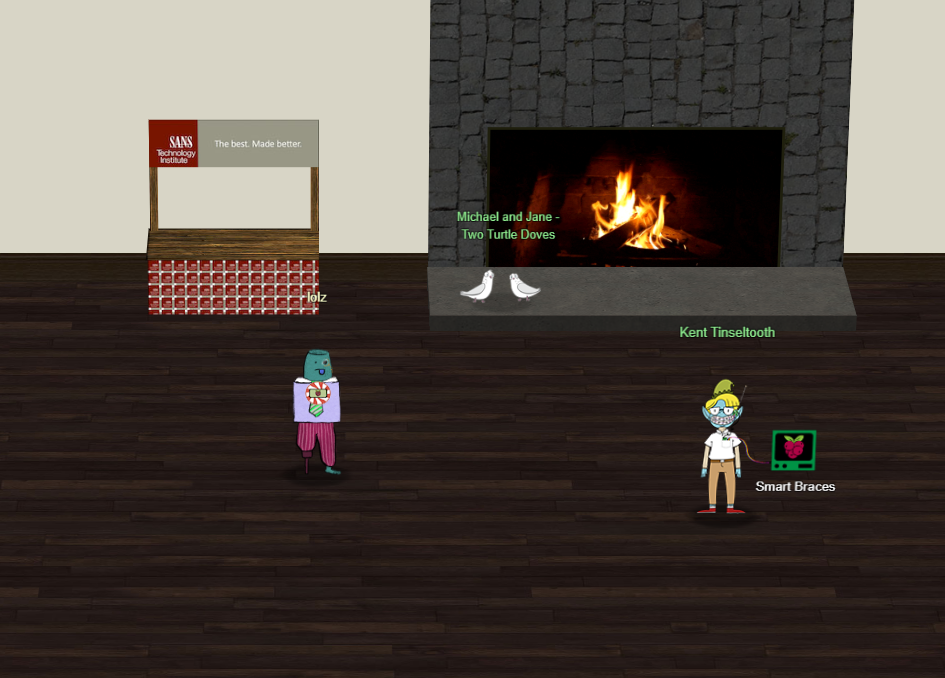 SANS
Technology
Institute
The best. Made better.
Michael and Jane -
Two Turtle Doves
lolz
Kent Tinseltooth
Smart Braces